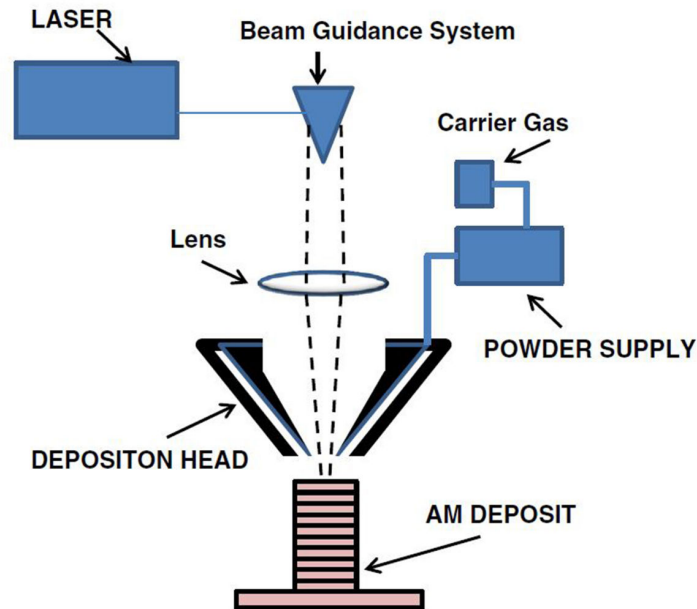 LASER
Beam Guidance System
Carrier Gas
Lens
POWDER SUPPLY
DEPOSITON HEAD
AM DEPOSIT